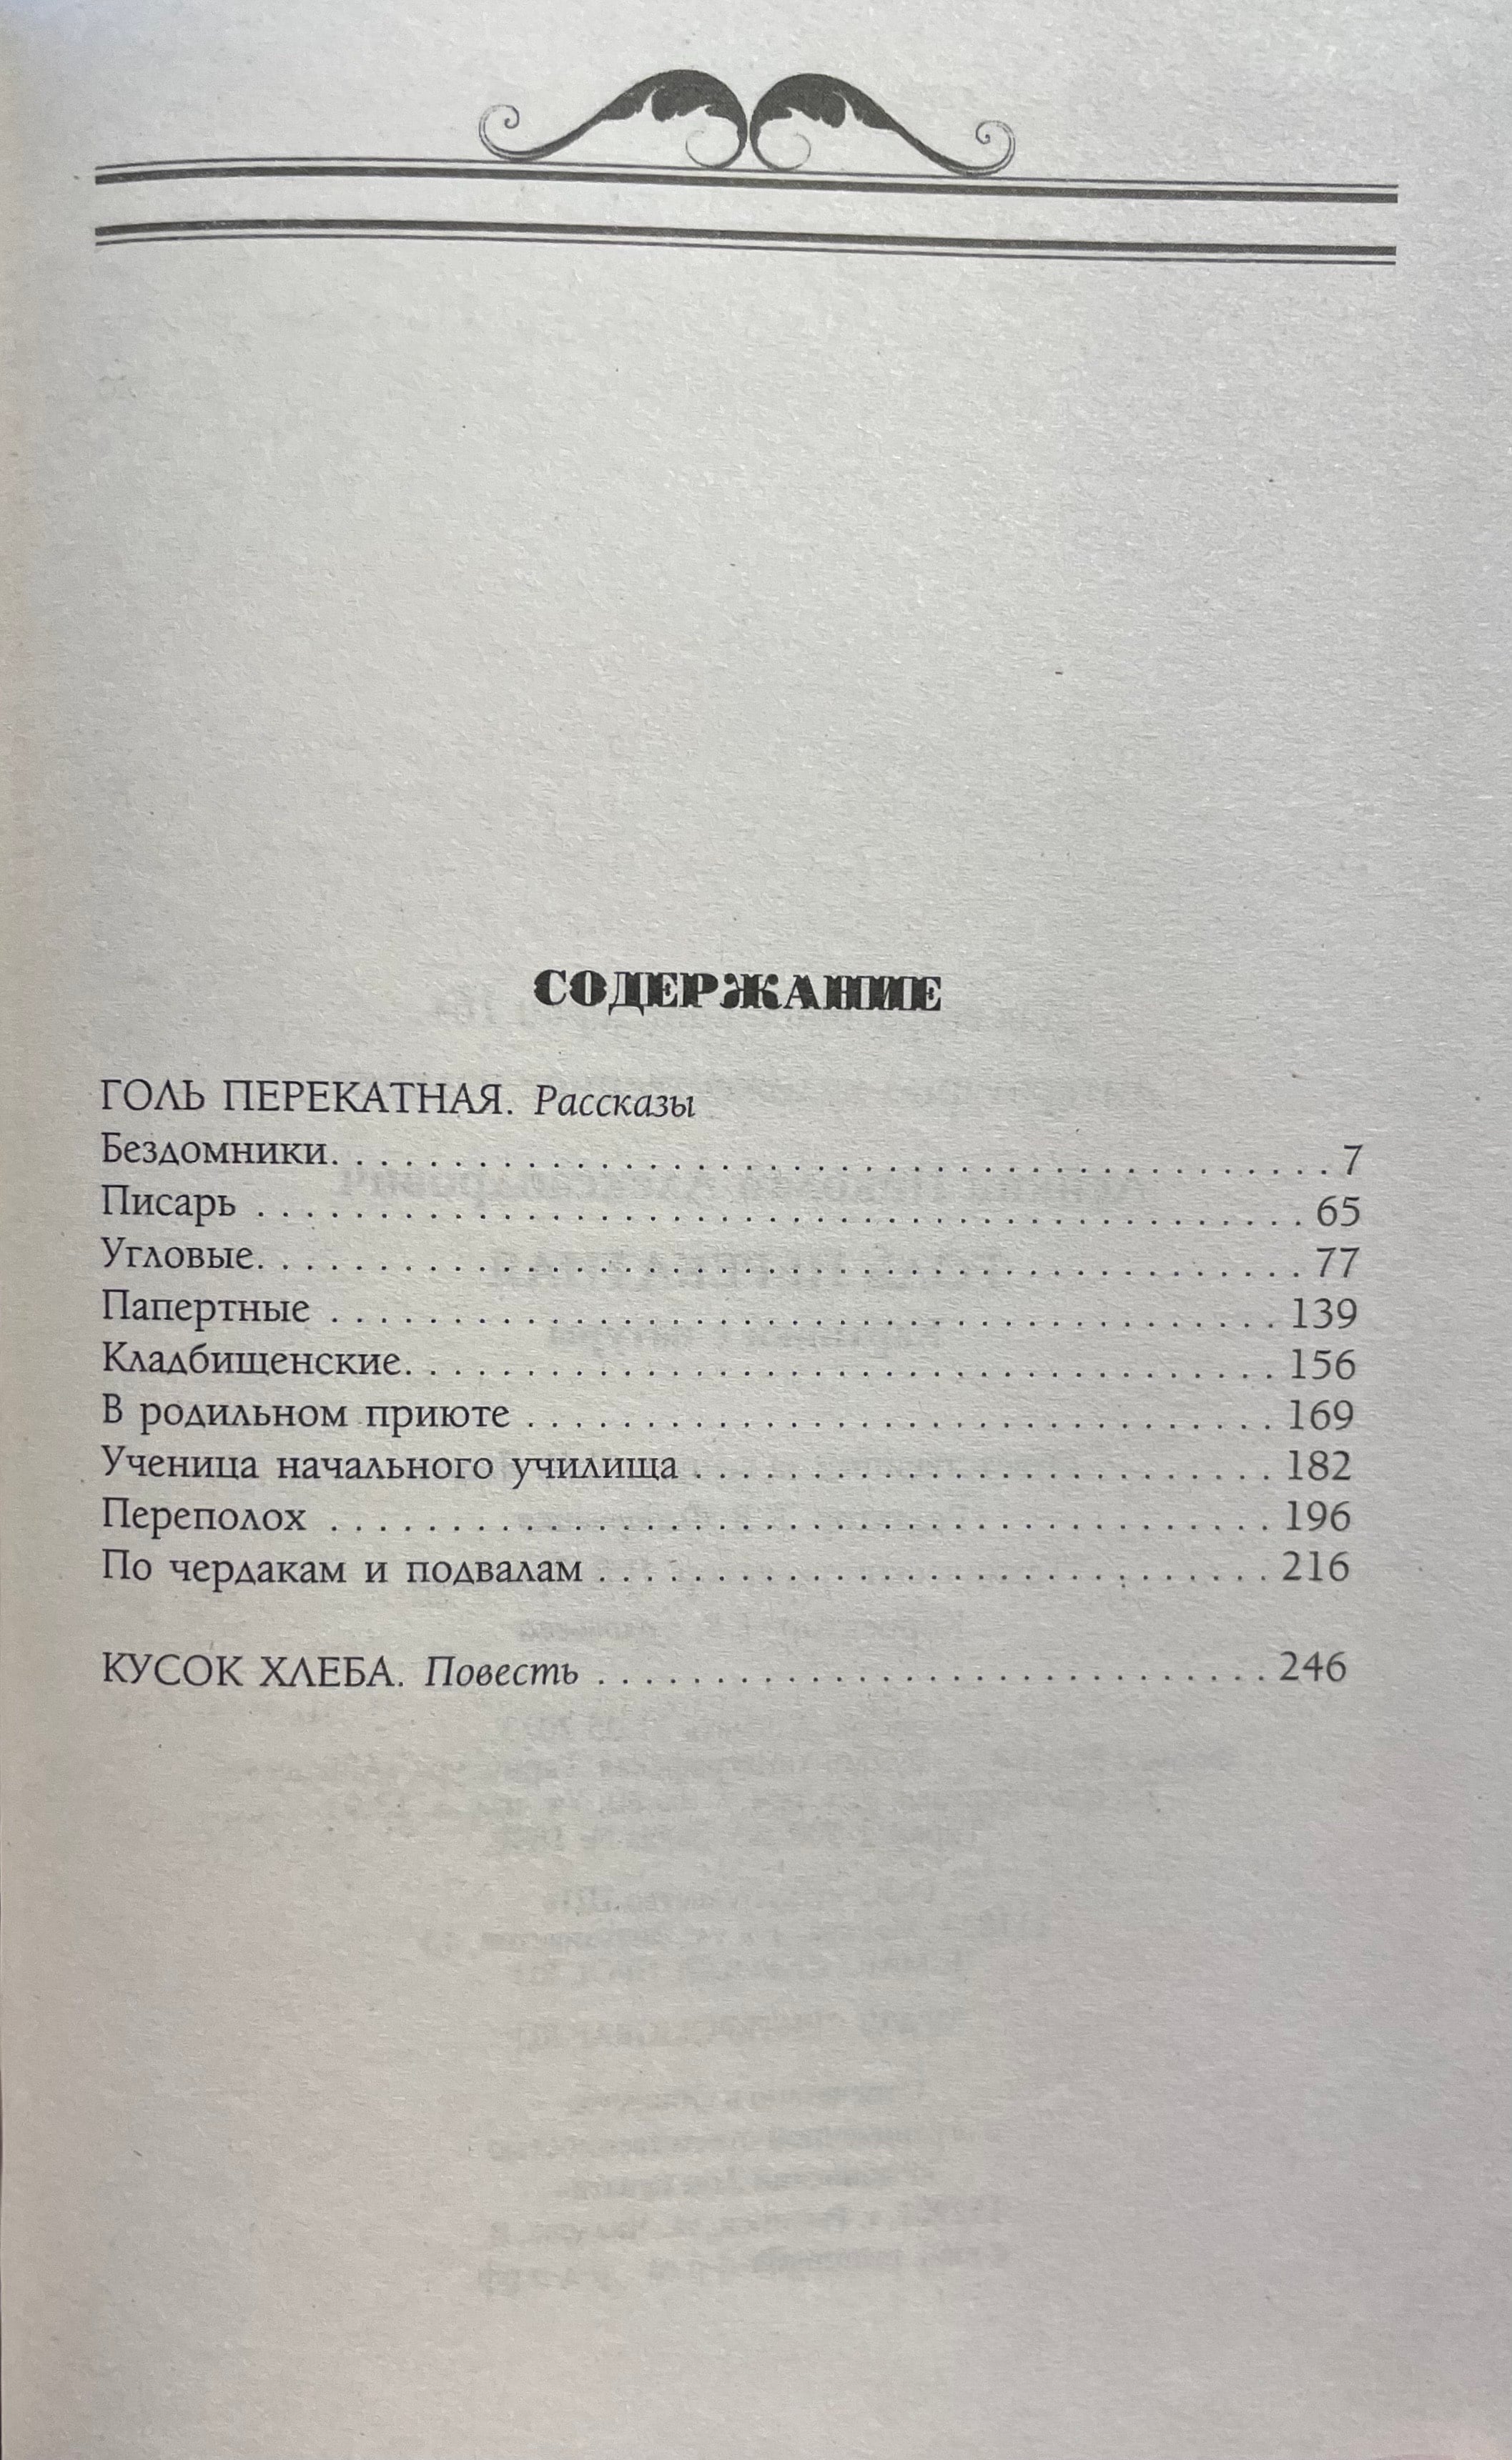 СОДЕРЖАНИЕ
ГОЛЬ ПЕРЕКАТНАЯ. Рассказы
Бездомники. . . . . . . . . . . . . . . . . . . . . . . . . . . . . . . . . . . . . . . . . . 7
Писарь . . . . . . . . . . . . . . . . . . . . . . . . . . . . . . . . . . . . . . . . . . . . 65
Угловые. . . . . . . . . . . . . . . . . . . . . . . . . . . . . . . . . . . . . . . . . . . . 77
Папертные . . . . . . . . . . . . . . . . . . . . . . . . . . . . . . . . . . . . . . . . 139
Кладбищенские. . . . . . . . . . . . . . . . . . . . . . . . . . . . . . . . . . . . . 156
В родильном приюте . . . . . . . . . . . . . . . . . . . . . . . . . . . . . . . . 169
Ученица начального училища . . . . . . . . . . . . . . . . . . . . . . . . . 182
Переполох . . . . . . . . . . . . . . . . . . . . . . . . . . . . . . . . . . . . . . . . 196
По чердакам и подвалам . . . . . . . . . . . . . . . . . . . . . . . . . . . . . 216
КУСОК ХЛЕБА. Повесть . . . . . . . . . . . . . . . . . . . . . . . . . . . . . 246